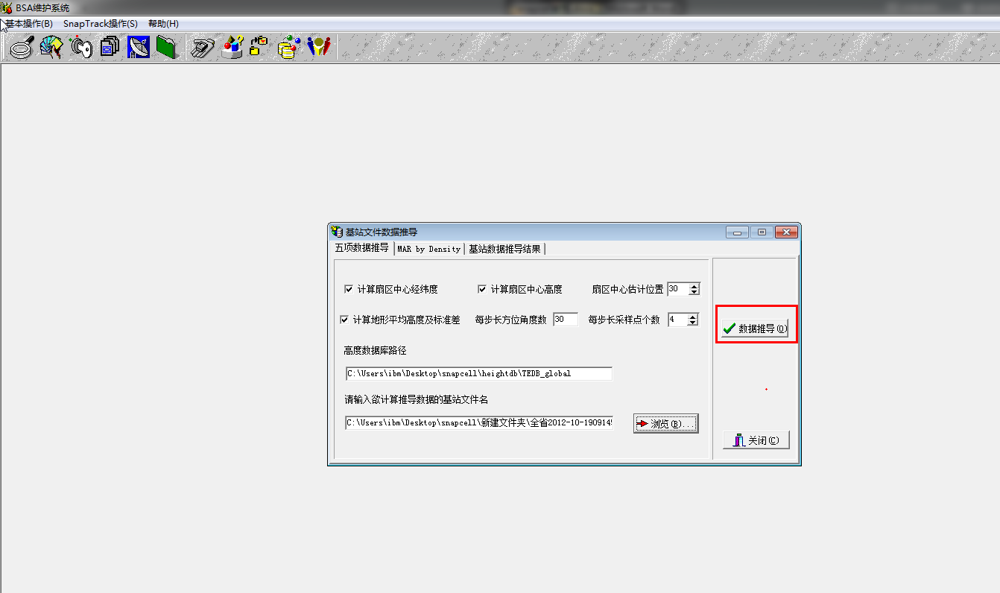 BSA维护系统
基本操作(B) SnapTrack操作(S) 帮助(H)
基站文件数据推导
五项数据推导 MAR by Density 基站数据推导结果
计算扇区中心经纬度 计算扇区中心高度 扇区中心估计位置 30
计算地形平均高度及标准差 每步长方位角度数 30 每步长采样点个数 4
数据推导(D)
高度数据库路径
C:\Users\ibm\Desktop\snapcell\heightdb\TEDB_global
请输入欲计算推导数据的基站文件名
C:\Users\ibm\Desktop\snapcell\新建文件夹\全省2012-10-1909149
浏览(B)...
关闭(C)